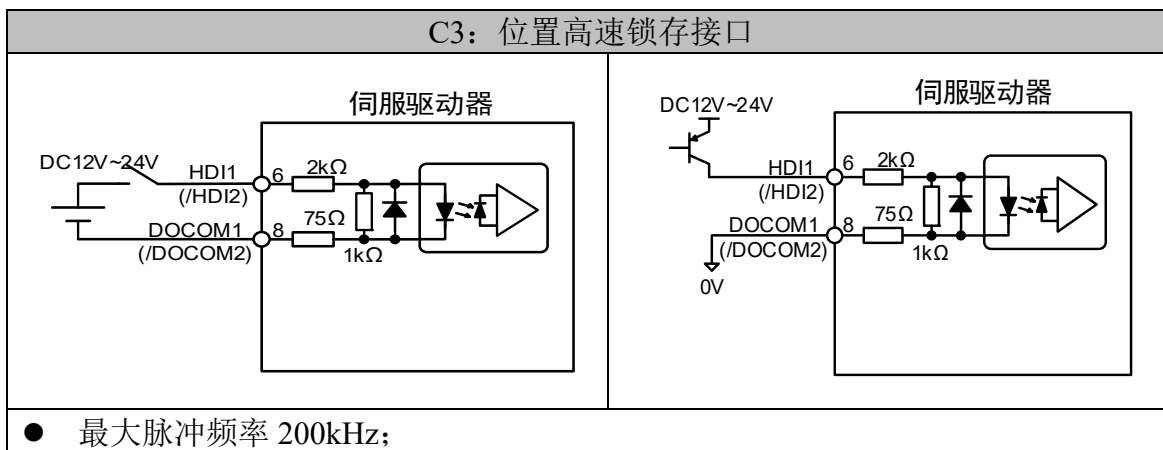 C3：位置高速锁存接口
伺服驱动器
DC12V~24V
HDI1
(/HDI2)
6
2kΩ
75Ω
DOCOM1
(/DOCOM2)
8
1kΩ
伺服驱动器
DC12V~24V
HDI1
(/HDI2)
6
2kΩ
75Ω
DOCOM1
(/DOCOM2)
8
1kΩ
0V
● 最大脉冲频率 200kHz；